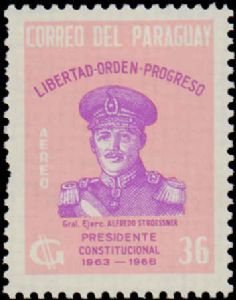 CORREO DEL PARAGUAY
LIBERTAD-ORDEN-PROGRESO
AEREO
Gral. Ejerc. ALFREDO STROESSNER
PRESIDENTE
CONSTITUCIONAL
1963 — 1968
G 36